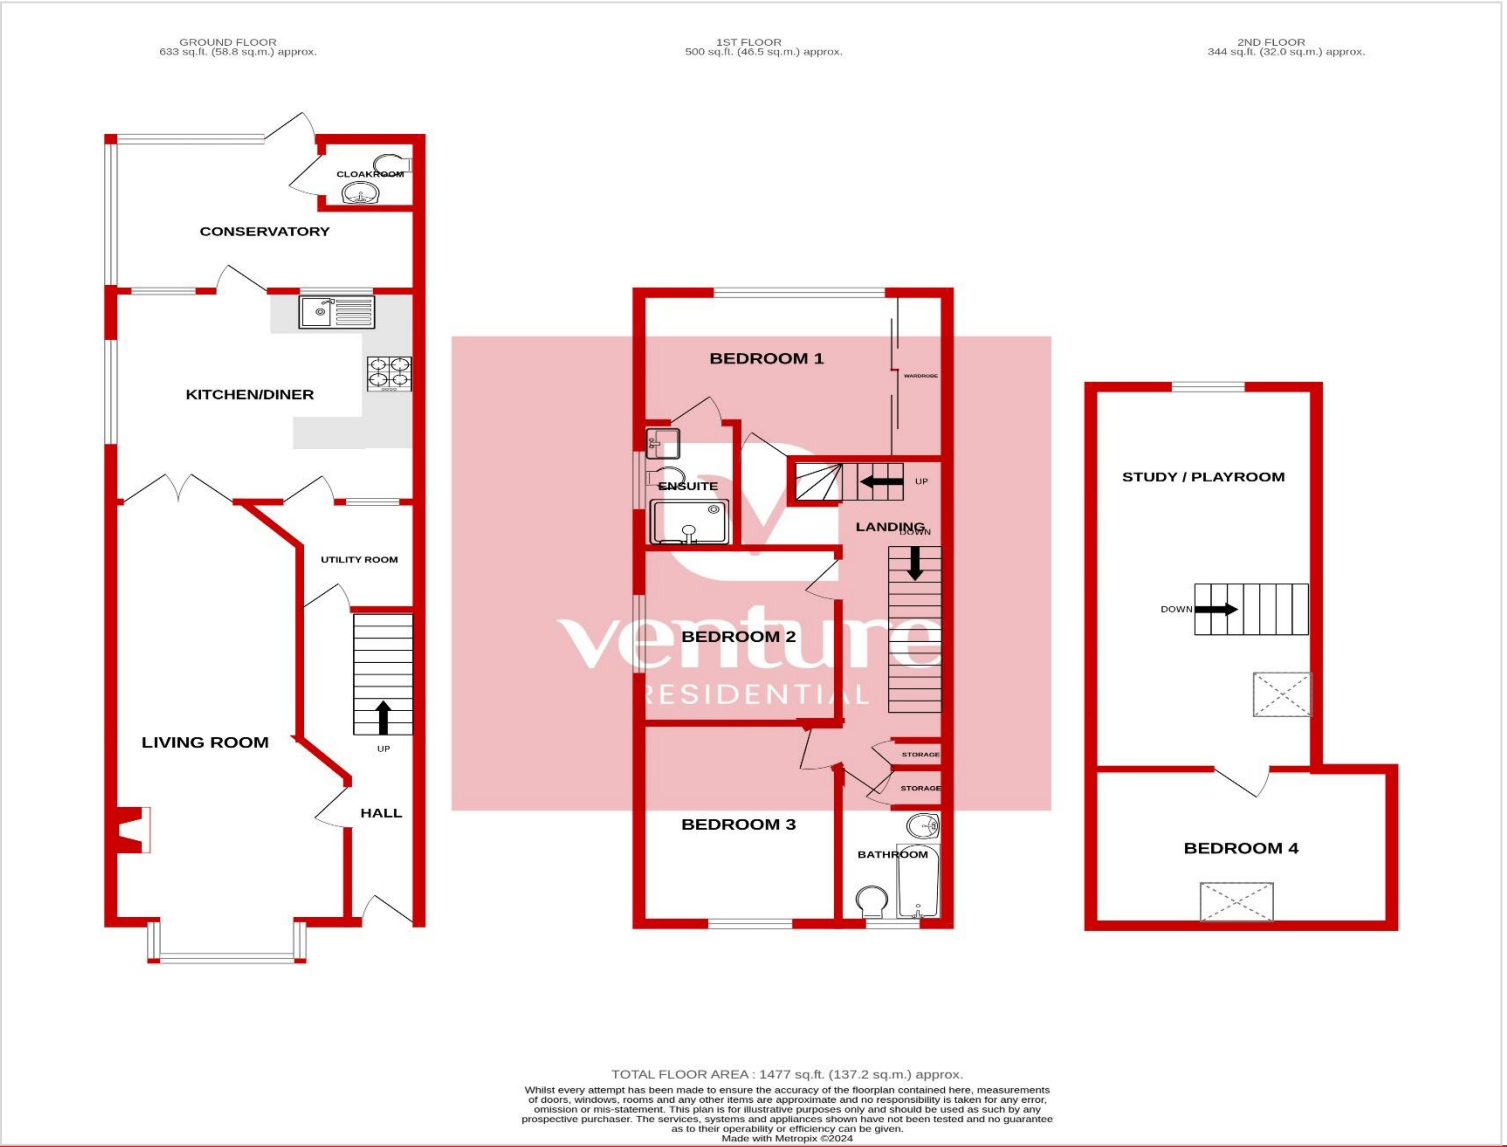 GROUND FLOOR
633 sq.ft. (58.8 sq.m.) approx.
1ST FLOOR
500 sq.ft. (46.5 sq.m.) approx.
2ND FLOOR
344 sq.ft. (32.0 sq.m.) approx.
CLOAKROOM
CONSERVATORY
KITCHEN/DINER
UTILITY ROOM
LIVING ROOM
UP
HALL
BEDROOM 1
WARDROBE
ENSUITE
UP
LANDING
DOWN
BEDROOM 2
venture
RESIDENTIAL
STORAGE
STORAGE
BEDROOM 3
BATHROOM
STUDY / PLAYROOM
DOWN
BEDROOM 4
TOTAL FLOOR AREA : 1477 sq.ft. (137.2 sq.m.) approx.
Whilst every attempt has been made to ensure the accuracy of the floorplan contained here, measurements
of doors, windows, rooms and any other items are approximate and no responsibility is taken for any error,
omission or mis-statement. This plan is for illustrative purposes only and should be used as such by any
prospective purchaser. The services, systems and appliances shown have not been tested and no guarantee
as to their operability or efficiency can be given.
Made with Metropix ©2024